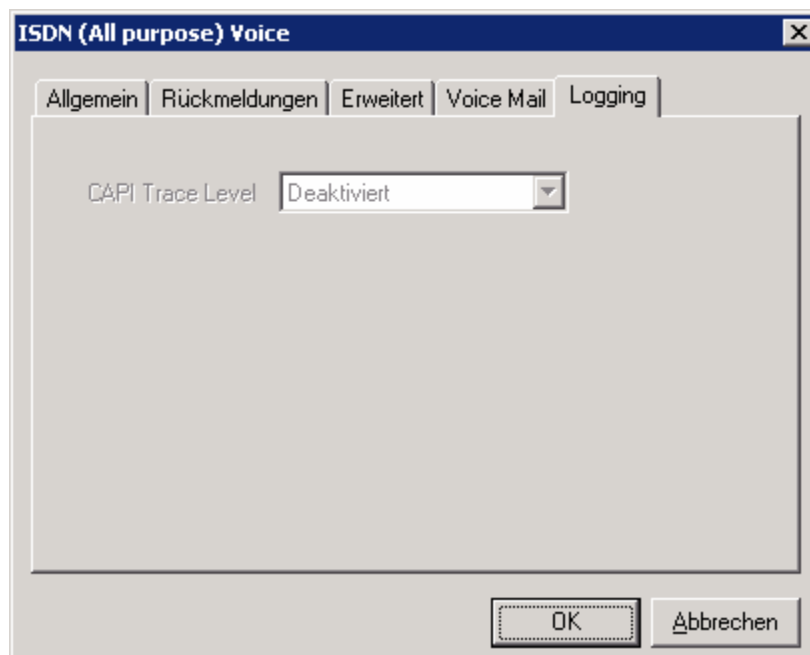 ISDN (All purpose) Voice
Allgemein Rückmeldungen Erweitert Voice Mail Logging
CAPI Trace Level Deaktiviert
OK Abbrechen